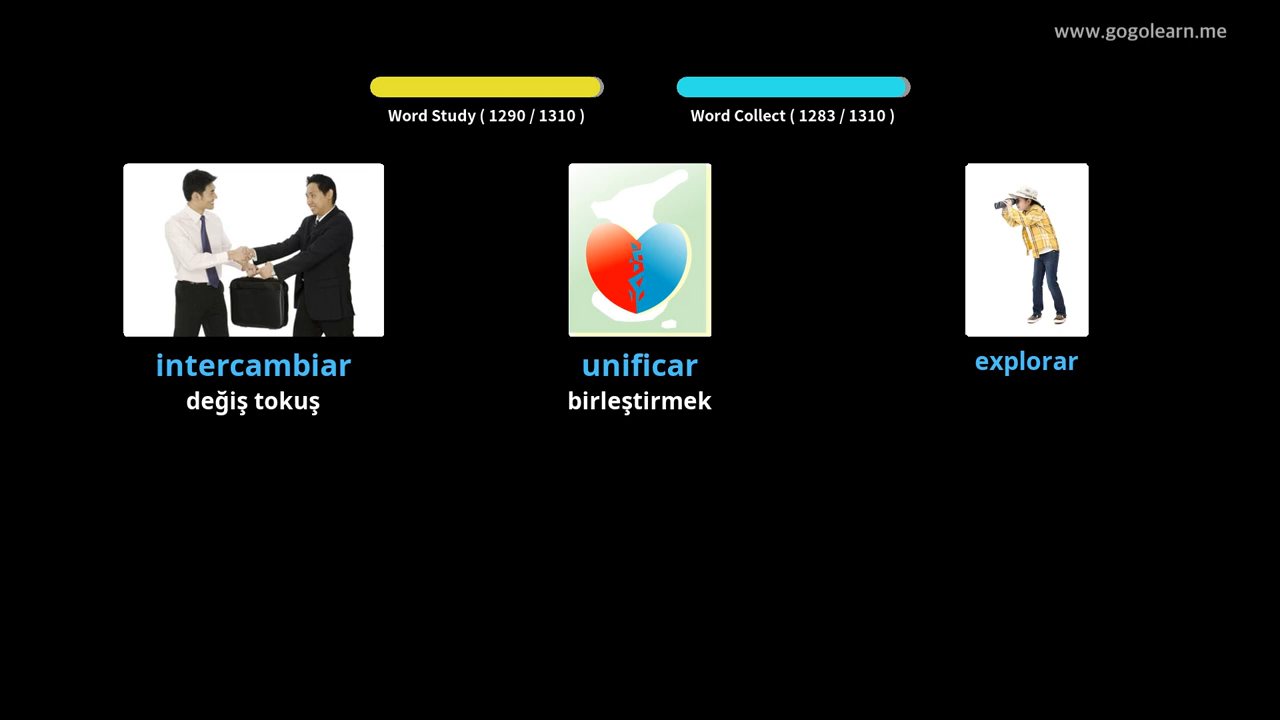 www.gogolearn.me
Word Study ( 1290 / 1310 )
Word Collect ( 1283 / 1310 )
intercambiar
değiş tokuş
unificar
birleştirmek
explorar